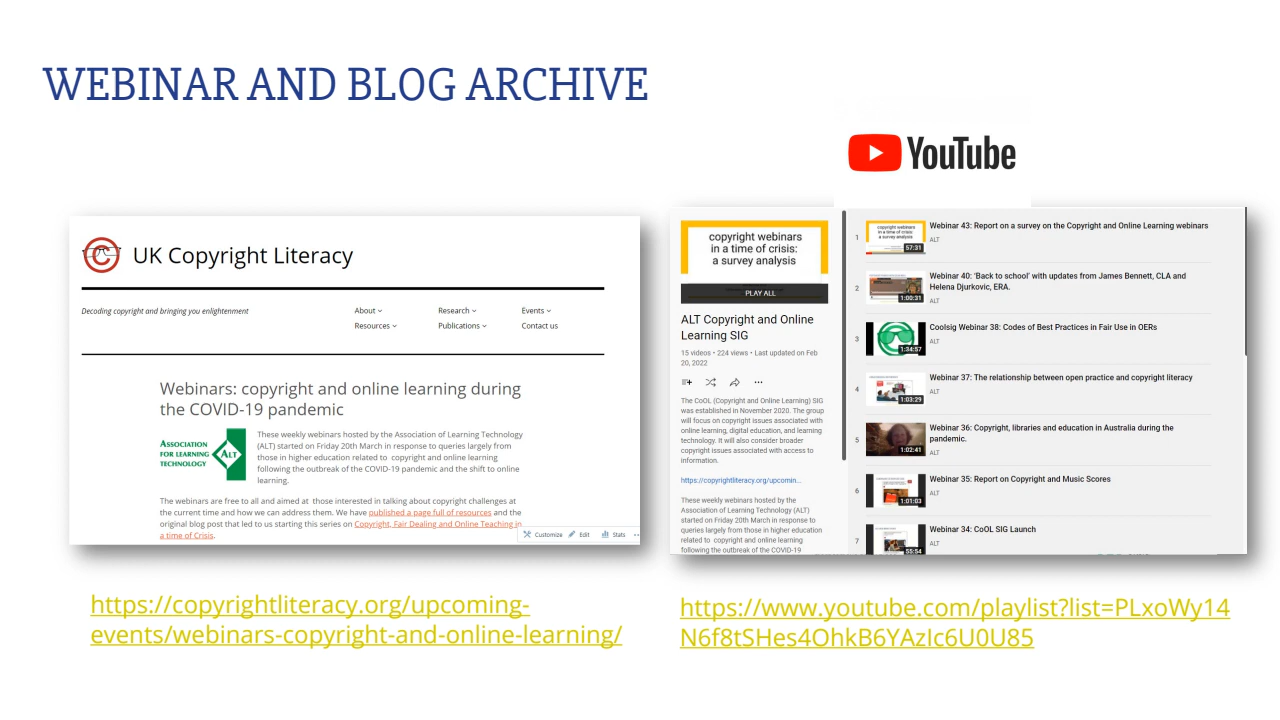 WEBINAR AND BLOG ARCHIVE
YouTube
UK Copyright Literacy
Decoding copyright and bringing you enlightenment
About
Research
Events
Resources
Publications
Contact us
Webinars: copyright and online learning during
the COVID-19 pandemic
ASSOCIATION
FOR LEARNING
TECHNOLOGY
ALT
These weekly webinars hosted by the Association of Learning Technology
(ALT) started on Friday 20th March in response to queries largely from
those in higher education related to copyright and online learning
following the outbreak of the COVID-19 pandemic and the shift to online
learning.
The webinars are free to all and aimed at those interested in talking about copyright challenges at
the current time and how we can address them. We have published a page full of resources and the
original blog post that led to us starting this series on Copyright, Fair Dealing and Online Teaching in
a time of Crisis.
Customize
Edit
Stats
https://copyrightliteracy.org/upcoming-
events/webinars-copyright-and-online-learning/
copyright webinars
in a time of crisis:
a survey analysis
PLAY ALL
ALT Copyright and Online
Learning SIG
15 videos • 224 views • Last updated on Feb
20, 2022
The CoOL (Copyright and Online Learning) SIG
was established in November 2020. The group
will focus on copyright issues associated with
online learning, digital education, and learning
technology. It will also consider broader
copyright issues associated with access to
information.
https://copyrightliteracy.org/upcomin...
These weekly webinars hosted by the
Association of Learning Technology (ALT)
started on Friday 20th March in response to
queries largely from those in higher education
related to copyright and online learning
following the outbreak of the COVID-19
1
copyright webinars
in a time of crisis
a survey analysis
57:31
Webinar 43: Report on a survey on the Copyright and Online Learning webinars
ALT
2
1:00:31
Webinar 40: 'Back to school' with updates from James Bennett, CLA and
Helena Djurkovic, ERA.
ALT
3
1:34:57
Coolsig Webinar 38: Codes of Best Practices in Fair Use in OERs
ALT
4
1:03:29
Webinar 37: The relationship between open practice and copyright literacy
ALT
5
1:02:41
Webinar 36: Copyright, libraries and education in Australia during the
pandemic.
ALT
6
1:01:03
Webinar 35: Report on Copyright and Music Scores
ALT
7
55:54
Webinar 34: CoOL SIG Launch
ALT
https://www.youtube.com/playlist?list=PLxoWy14
N6f8tSHes4OhkB6YAzIc6U0U85